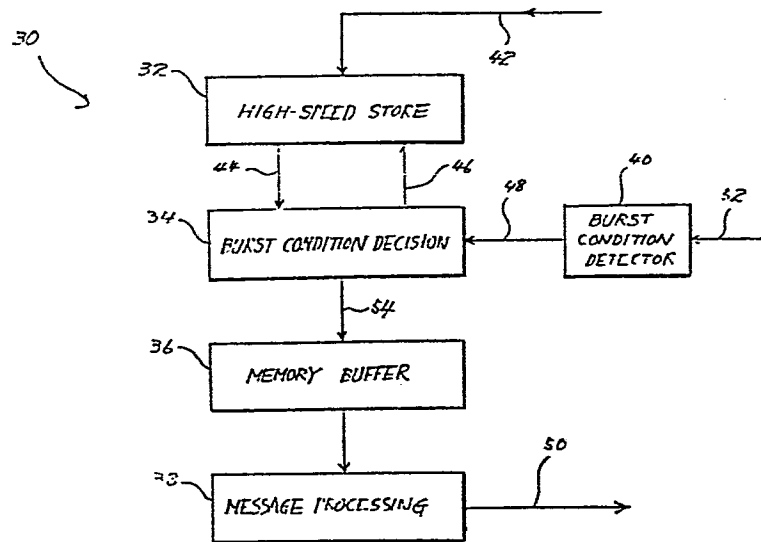 30
42
32
HIGH-SPEED STORE
44
46
34
BURST CONDITION DECISION
48
40
BURST
CONDITION
DETECTOR
52
54
36
MEMORY BUFFER
MESSAGE PROCESSING
50